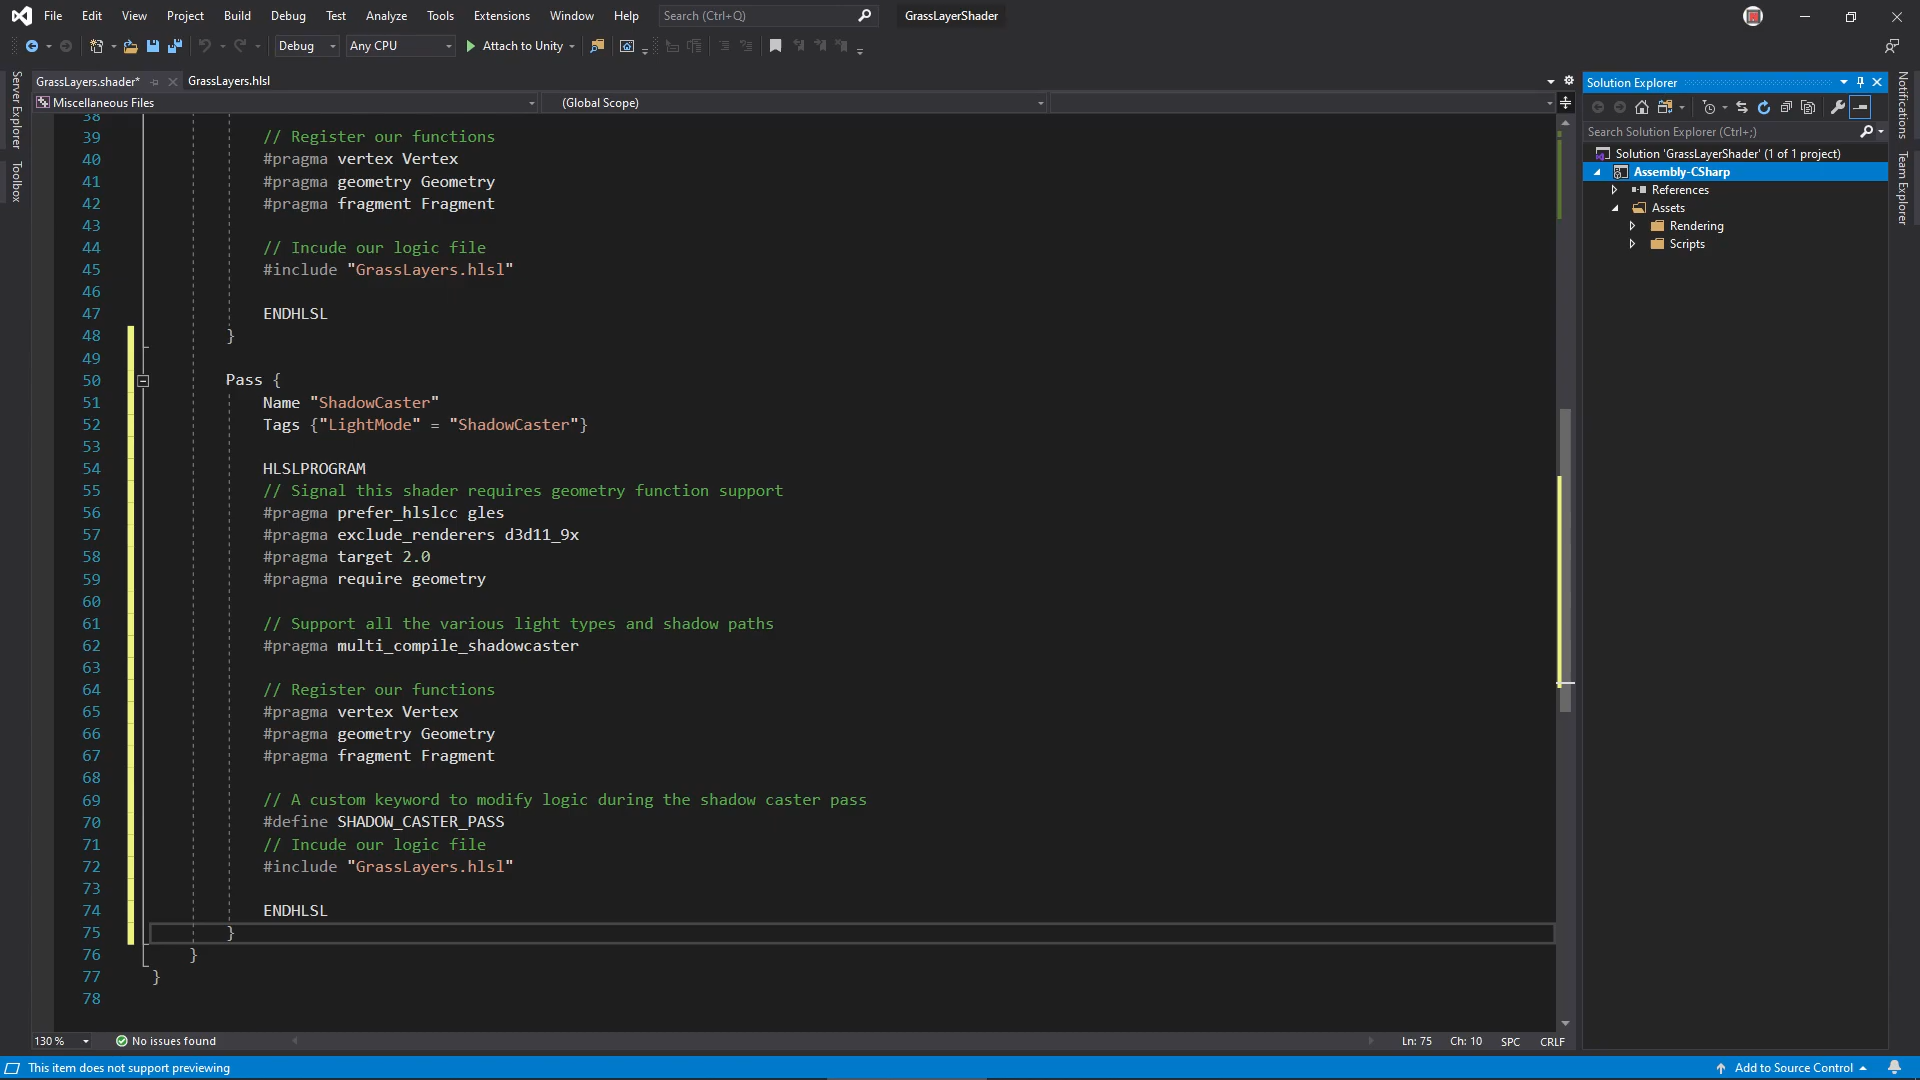 File Edit View Project Build Debug Test Analyze Tools Extensions Window Help Search (Ctrl+Q) GrassLayerShader
Debug Any CPU Attach to Unity
GrassLayers.shader* GrassLayers.hlsl
Miscellaneous Files (Global Scope)
Server Explorer
Toolbox
38
39 // Register our functions
40 #pragma vertex Vertex
41 #pragma geometry Geometry
42 #pragma fragment Fragment
43
44 // Incude our logic file
45 #include "GrassLayers.hlsl"
46
47 ENDHLSL
48 }
49
50 Pass {
51 Name "ShadowCaster"
52 Tags {"LightMode" = "ShadowCaster"}
53
54 HLSLPROGRAM
55 // Signal this shader requires geometry function support
56 #pragma prefer_hlslcc gles
57 #pragma exclude_renderers d3d11_9x
58 #pragma target 2.0
59 #pragma require geometry
60
61 // Support all the various light types and shadow paths
62 #pragma multi_compile_shadowcaster
63
64 // Register our functions
65 #pragma vertex Vertex
66 #pragma geometry Geometry
67 #pragma fragment Fragment
68
69 // A custom keyword to modify logic during the shadow caster pass
70 #define SHADOW_CASTER_PASS
71 // Incude our logic file
72 #include "GrassLayers.hlsl"
73
74 ENDHLSL
75 }
76 }
77 }
78
130 % No issues found Ln: 75 Ch: 10 SPC CRLF
Solution Explorer
Search Solution Explorer (Ctrl+;)
Solution 'GrassLayerShader' (1 of 1 project)
Assembly-CSharp
References
Assets
Rendering
Scripts
Notifications
Team Explorer
This item does not support previewing Add to Source Control